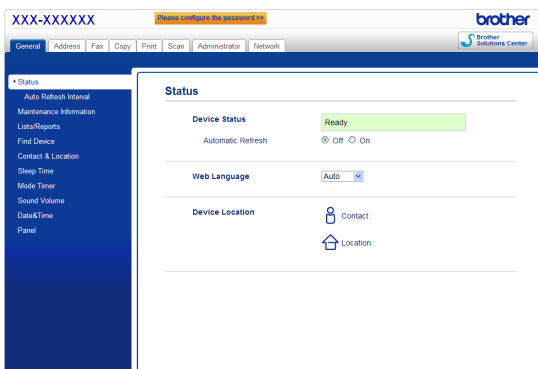 XXX-XXXXXX
Please configure the password >>
brother
General Address Fax Copy Print Scan Administrator Network
Brother
Solutions Center
Status
Auto Refresh Interval
Maintenance Information
Lists/Reports
Find Device
Contact & Location
Sleep Time
Mode Timer
Sound Volume
Date&Time
Panel
Status
Device Status Ready
Automatic Refresh Off On
Web Language Auto
Device Location Contact :
Location :